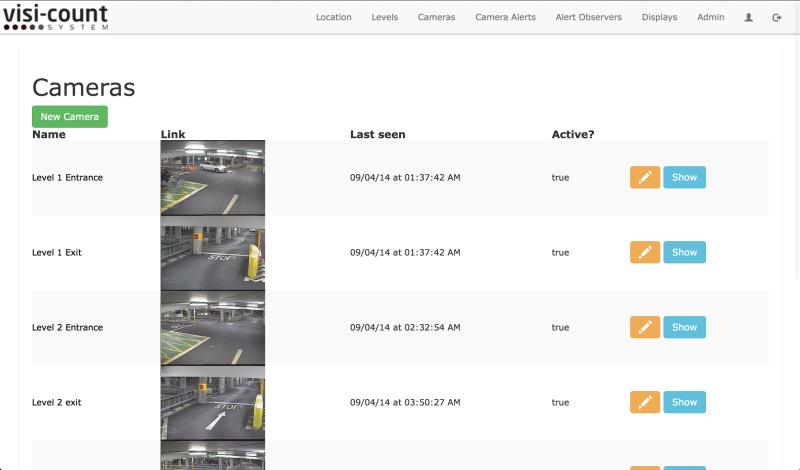 visi-count
SYSTEM
Location Levels Cameras Camera Alerts Alert Observers Displays Admin
Cameras
New Camera
Name Link Last seen Active?
Level 1 Entrance 09/04/14 at 01:37:42 AM true Show
Level 1 Exit STOP 09/04/14 at 01:37:42 AM true Show
Level 2 Entrance 09/04/14 at 02:32:54 AM true Show
Level 2 exit STOP 09/04/14 at 03:50:27 AM true Show